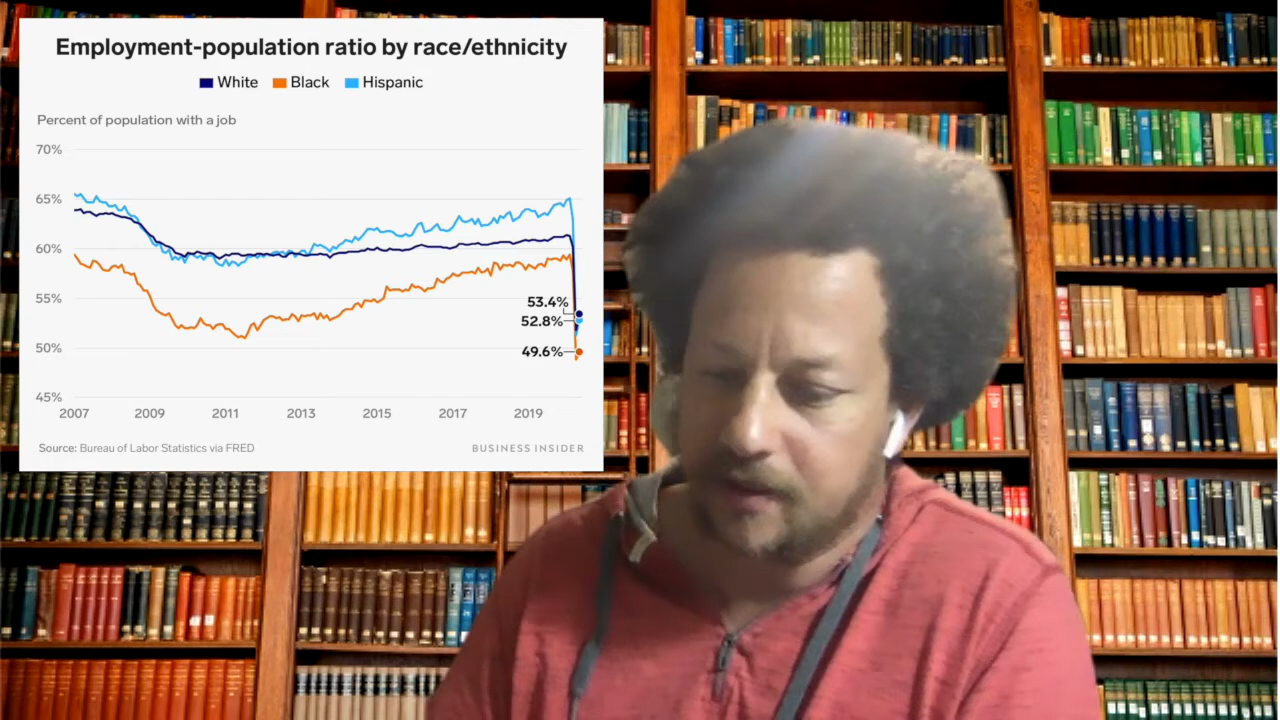 Employment-population ratio by race/ethnicity
White Black Hispanic
Percent of population with a job
70%
65%
60%
55%
50%
45%
53.4%
52.8%
49.6%
2007 2009 2011 2013 2015 2017 2019
Source: Bureau of Labor Statistics via FRED
BUSINESS INSIDER